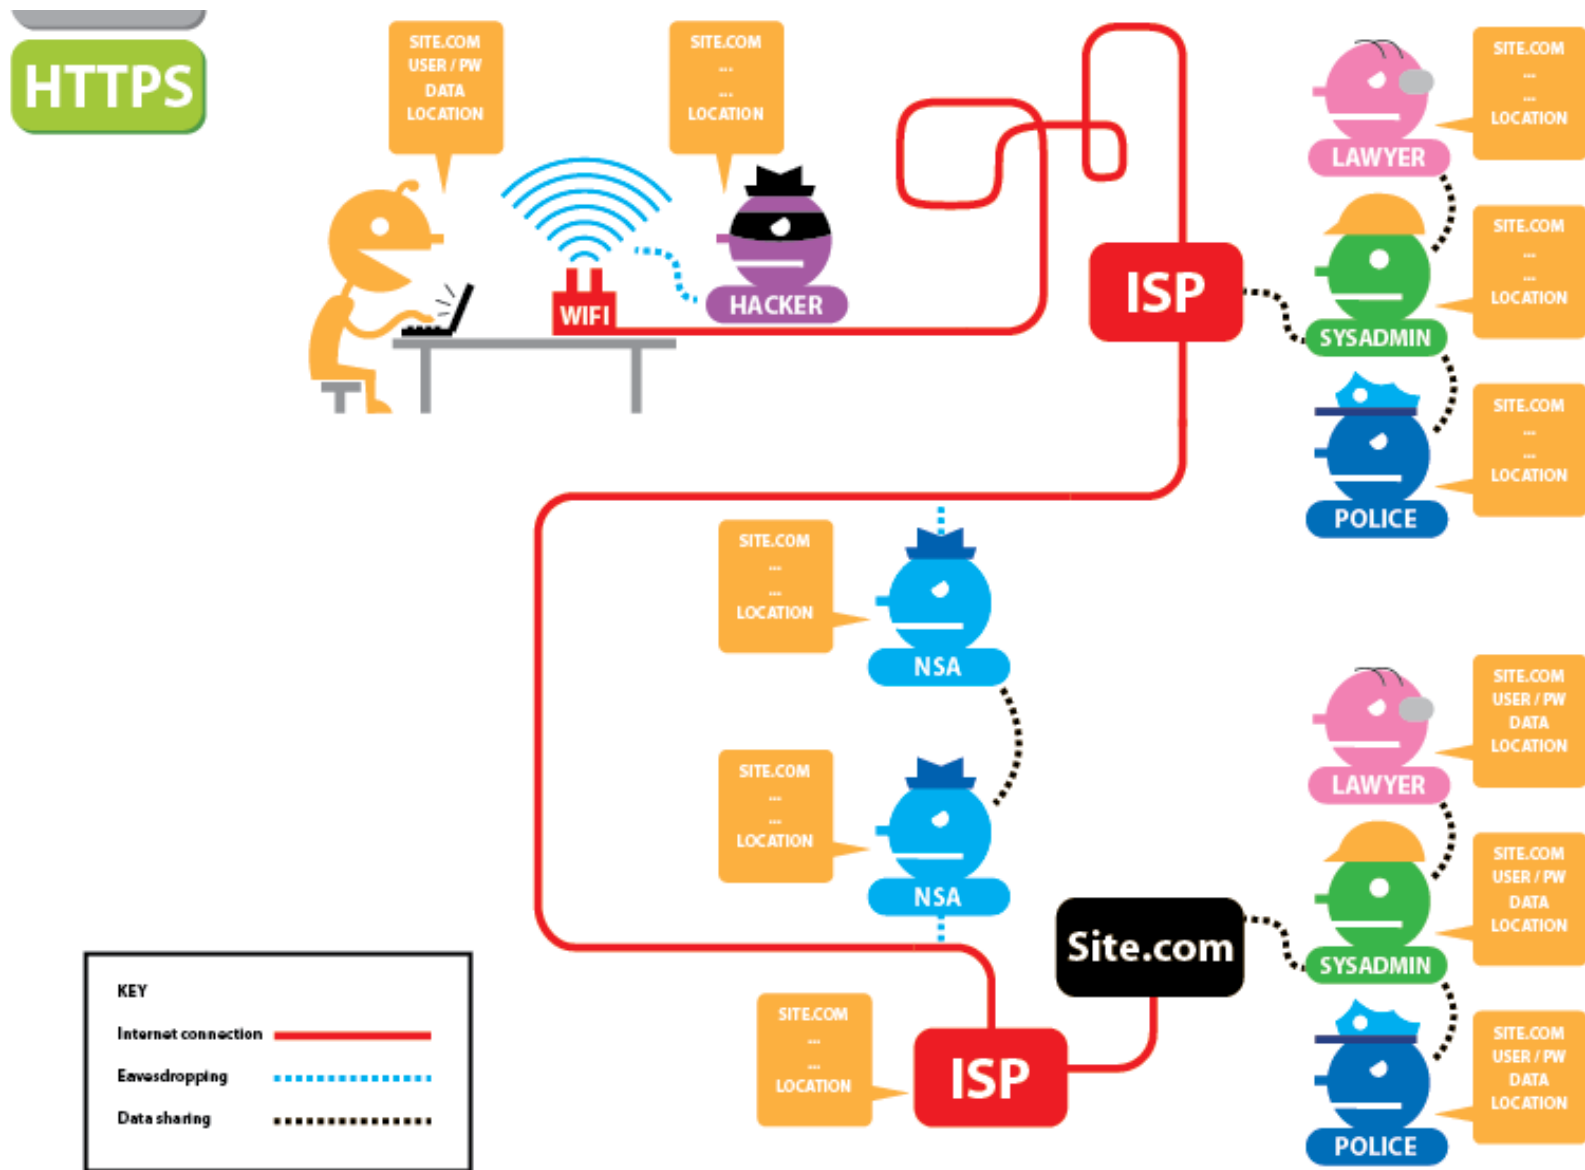 HTTPS
SITE.COM
USER / PW
DATA
LOCATION
SITE.COM
...
...
LOCATION
WIFI
HACKER
ISP
SITE.COM
...
...
LOCATION
LAWYER
SITE.COM
...
...
LOCATION
SYSADMIN
SITE.COM
...
...
LOCATION
POLICE
SITE.COM
...
...
LOCATION
NSA
SITE.COM
...
...
LOCATION
NSA
SITE.COM
USER / PW
DATA
LOCATION
LAWYER
SITE.COM
USER / PW
DATA
LOCATION
SYSADMIN
SITE.COM
USER / PW
DATA
LOCATION
POLICE
Site.com
SITE.COM
...
...
LOCATION
ISP
KEY
Internet connection
Eavesdropping
Data sharing